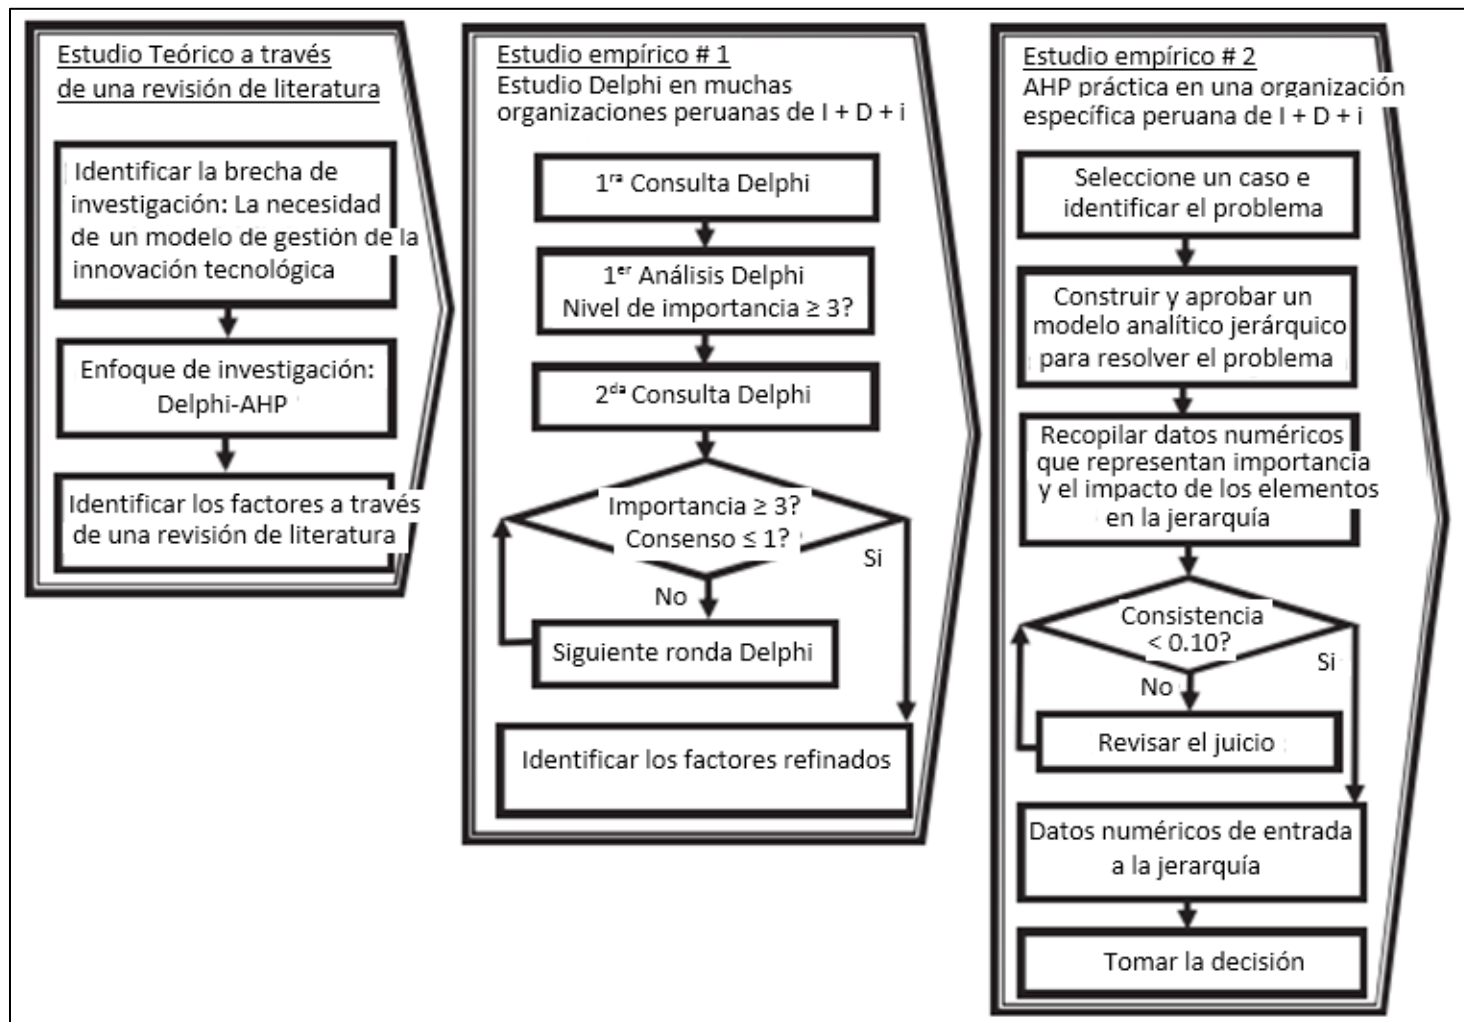 Estudio Teórico a través
de una revisión de literatura
Identificar la brecha de
investigación: La necesidad
de un modelo de gestión de la
innovación tecnológica
Enfoque de investigación:
Delphi-AHP
Identificar los factores a través
de una revisión de literatura
Estudio empírico # 1
Estudio Delphi en muchas
organizaciones peruanas de I + D + i
1ra Consulta Delphi
1er Análisis Delphi
Nivel de importancia ≥ 3?
2da Consulta Delphi
Importancia ≥ 3?
Consenso ≤ 1?
Si
No
Siguiente ronda Delphi
Identificar los factores refinados
Estudio empírico # 2
AHP práctica en una organización
específica peruana de I + D + i
Seleccione un caso e
identificar el problema
Construir y aprobar un
modelo analítico jerárquico
para resolver el problema
Recopilar datos numéricos
que representan importancia
y el impacto de los elementos
en la jerarquía
Consistencia
< 0.10?
Si
No
Revisar el juicio
Datos numéricos de entrada
a la jerarquía
Tomar la decisión